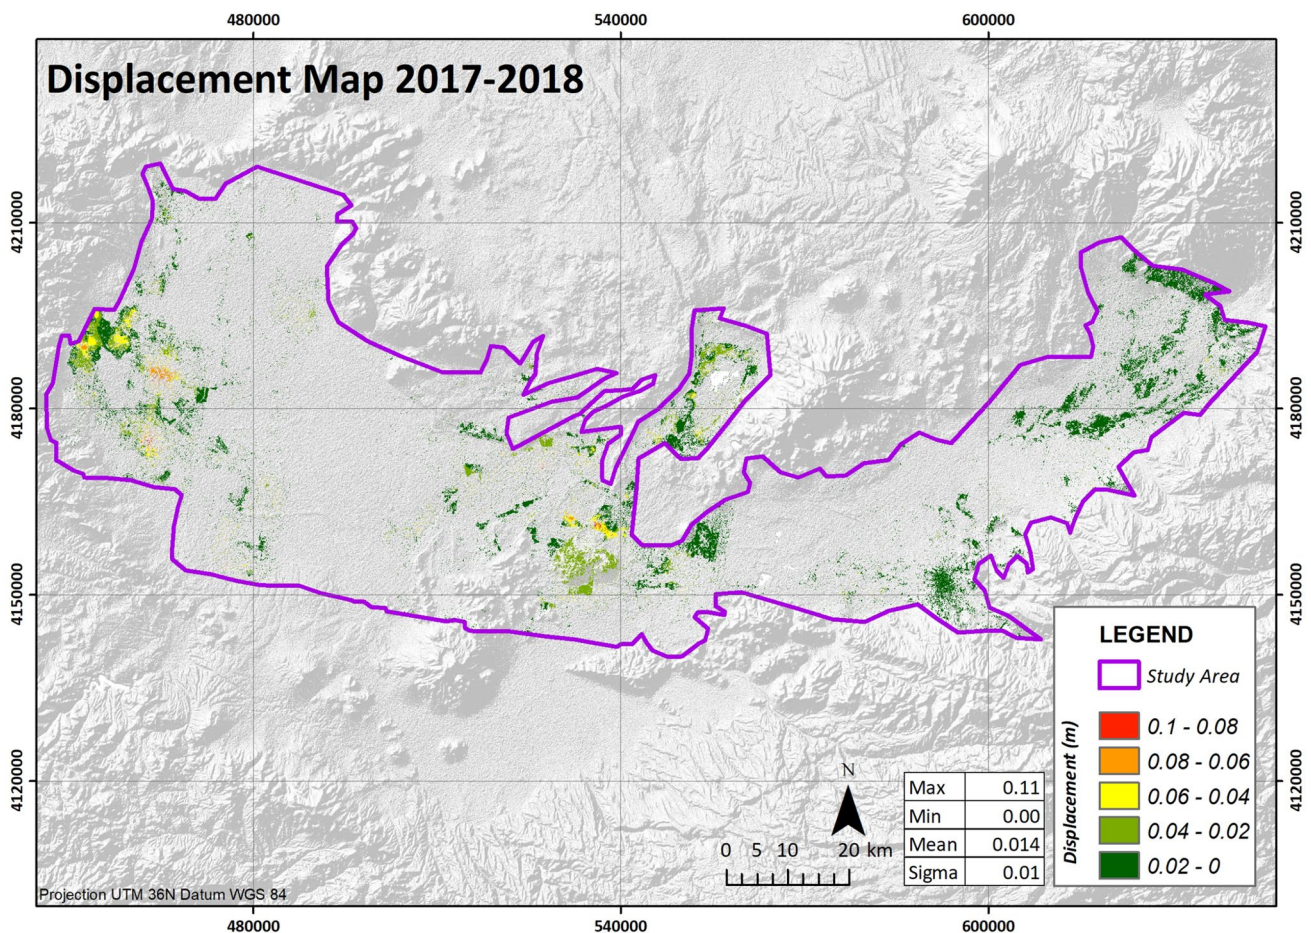 480000
540000
600000
Displacement Map 2017-2018
4210000
4210000
4180000
4180000
4150000
4150000
4120000
4120000
LEGEND
Study Area
Displacement (m)
0.1 - 0.08
0.08 - 0.06
0.06 - 0.04
0.04 - 0.02
0.02 - 0
N
0 5 10 20 km
Max 0.11
Min 0.00
Mean 0.014
Sigma 0.01
Projection UTM 36N Datum WGS 84
480000
540000
600000